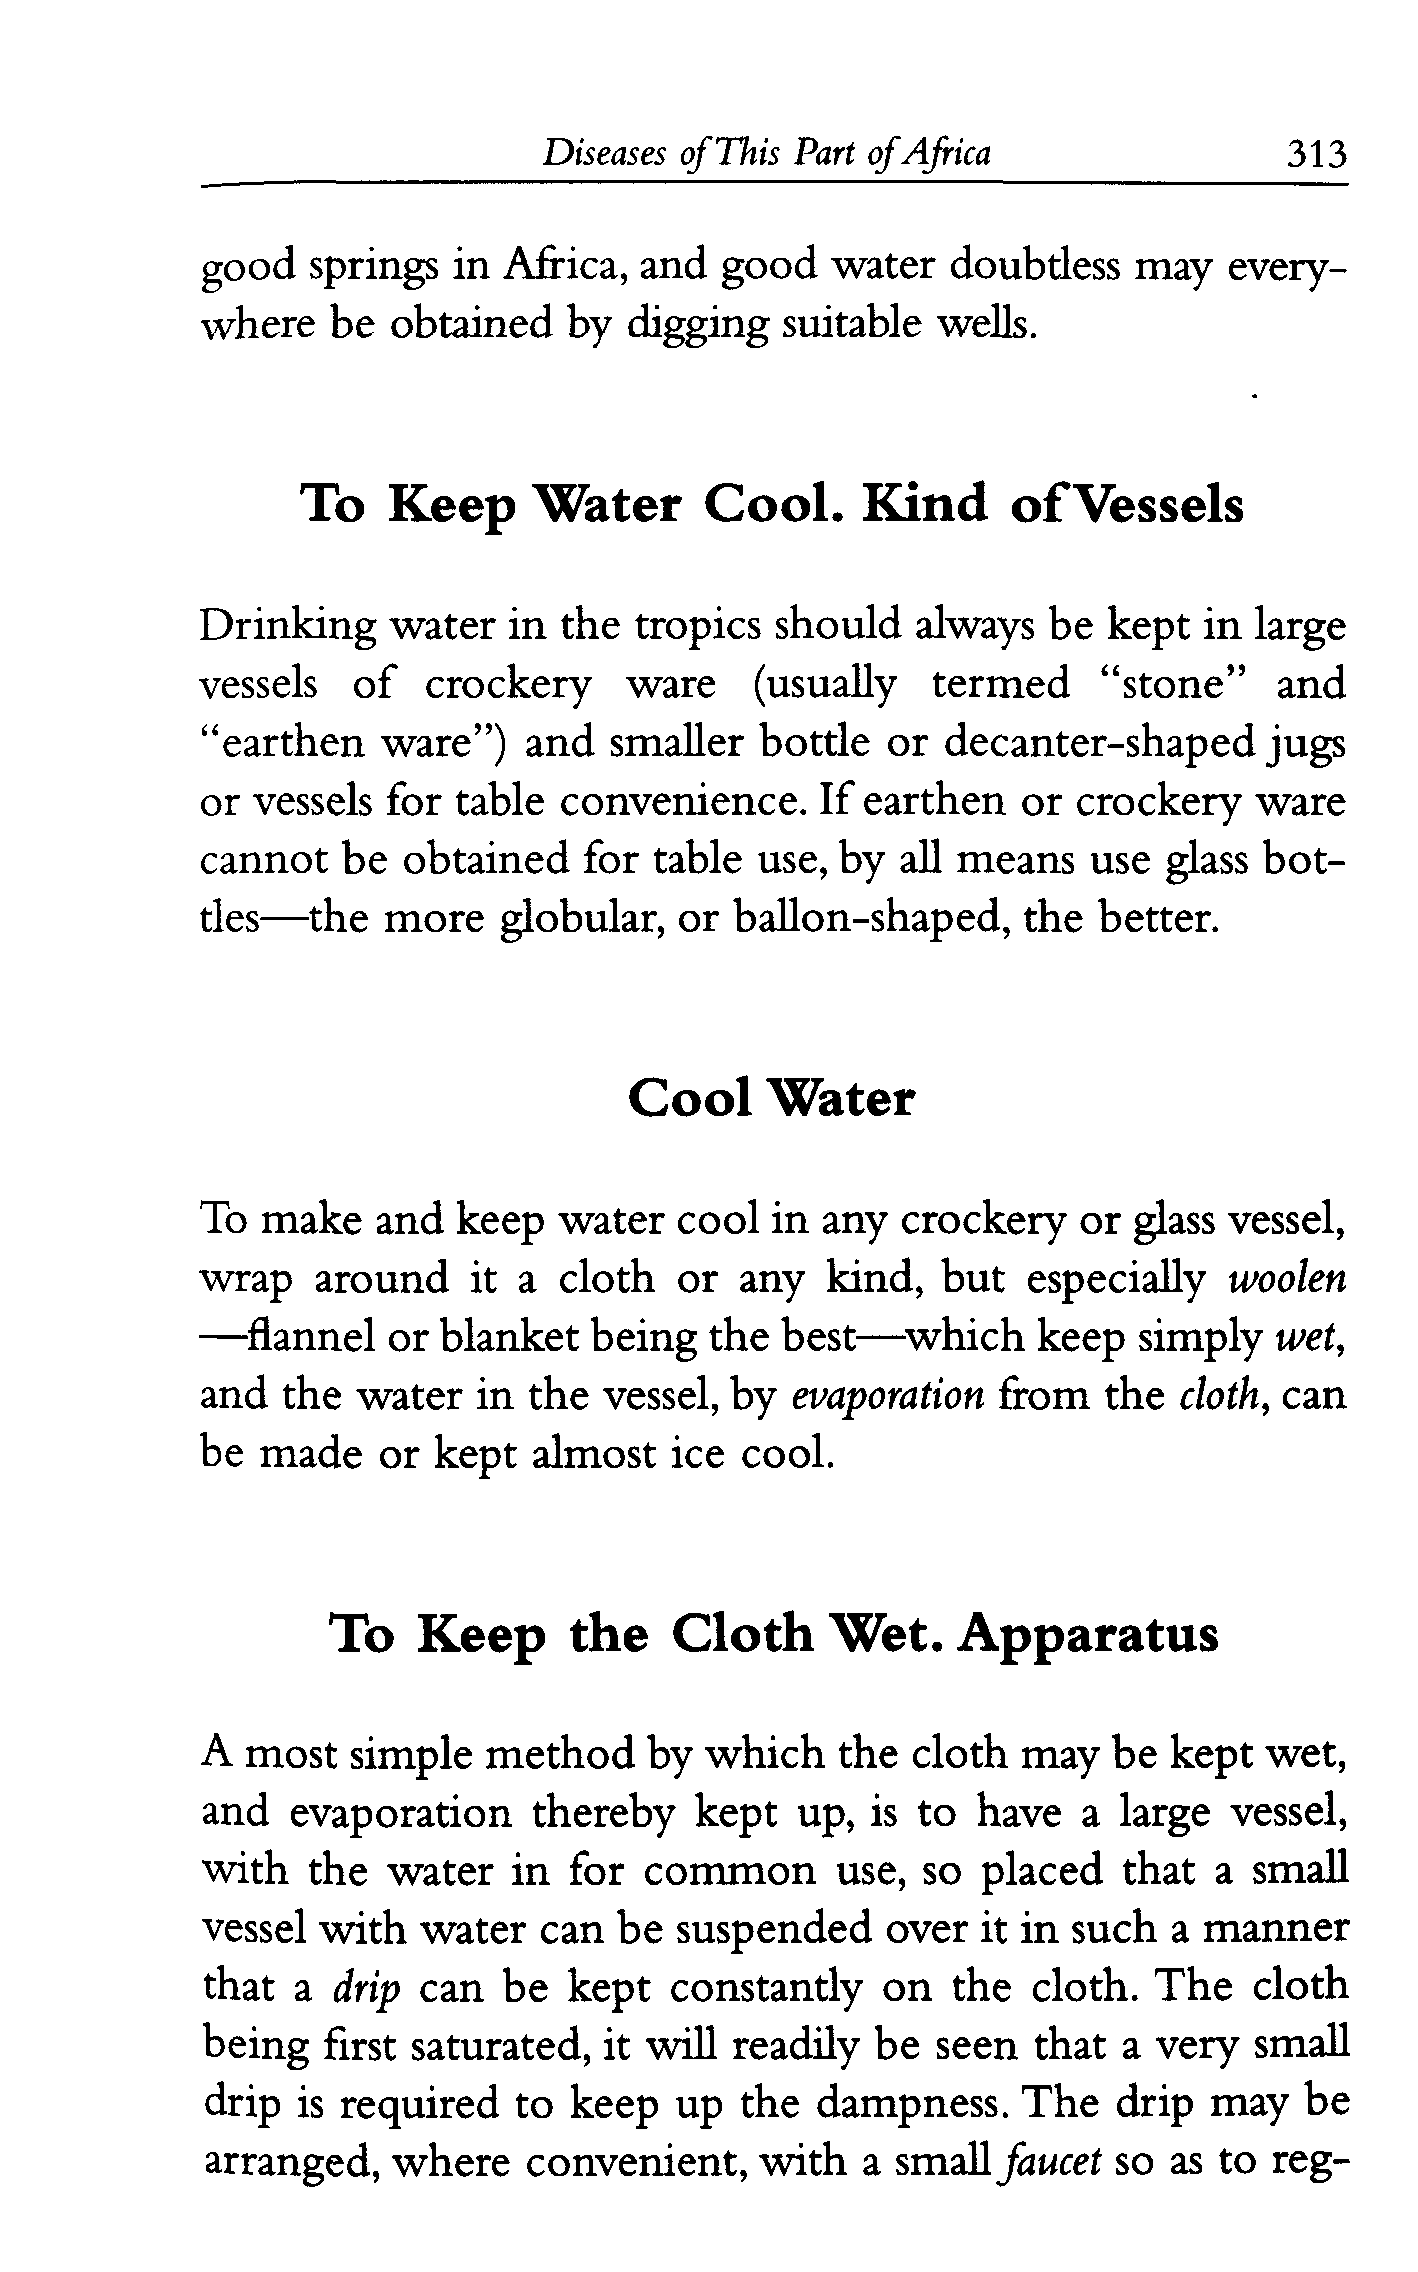 Diseases of This Part of Africa 313
good springs in Africa, and good water doubtless may every-
where be obtained by digging suitable wells.
To Keep Water Cool. Kind of Vessels
Drinking water in the tropics should always be kept in large
vessels of crockery ware (usually termed “stone” and
“earthen ware”) and smaller bottle or decanter-shaped jugs
or vessels for table convenience. If earthen or crockery ware
cannot be obtained for table use, by all means use glass bot-
tles—the more globular, or ballon-shaped, the better.
Cool Water
To make and keep water cool in any crockery or glass vessel,
wrap around it a cloth or any kind, but especially woolen
—flannel or blanket being the best—which keep simply wet,
and the water in the vessel, by evaporation from the cloth, can
be made or kept almost ice cool.
To Keep the Cloth Wet. Apparatus
A most simple method by which the cloth may be kept wet,
and evaporation thereby kept up, is to have a large vessel,
with the water in for common use, so placed that a small
vessel with water can be suspended over it in such a manner
that a drip can be kept constantly on the cloth. The cloth
being first saturated, it will readily be seen that a very small
drip is required to keep up the dampness. The drip may be
arranged, where convenient, with a small faucet so as to reg-